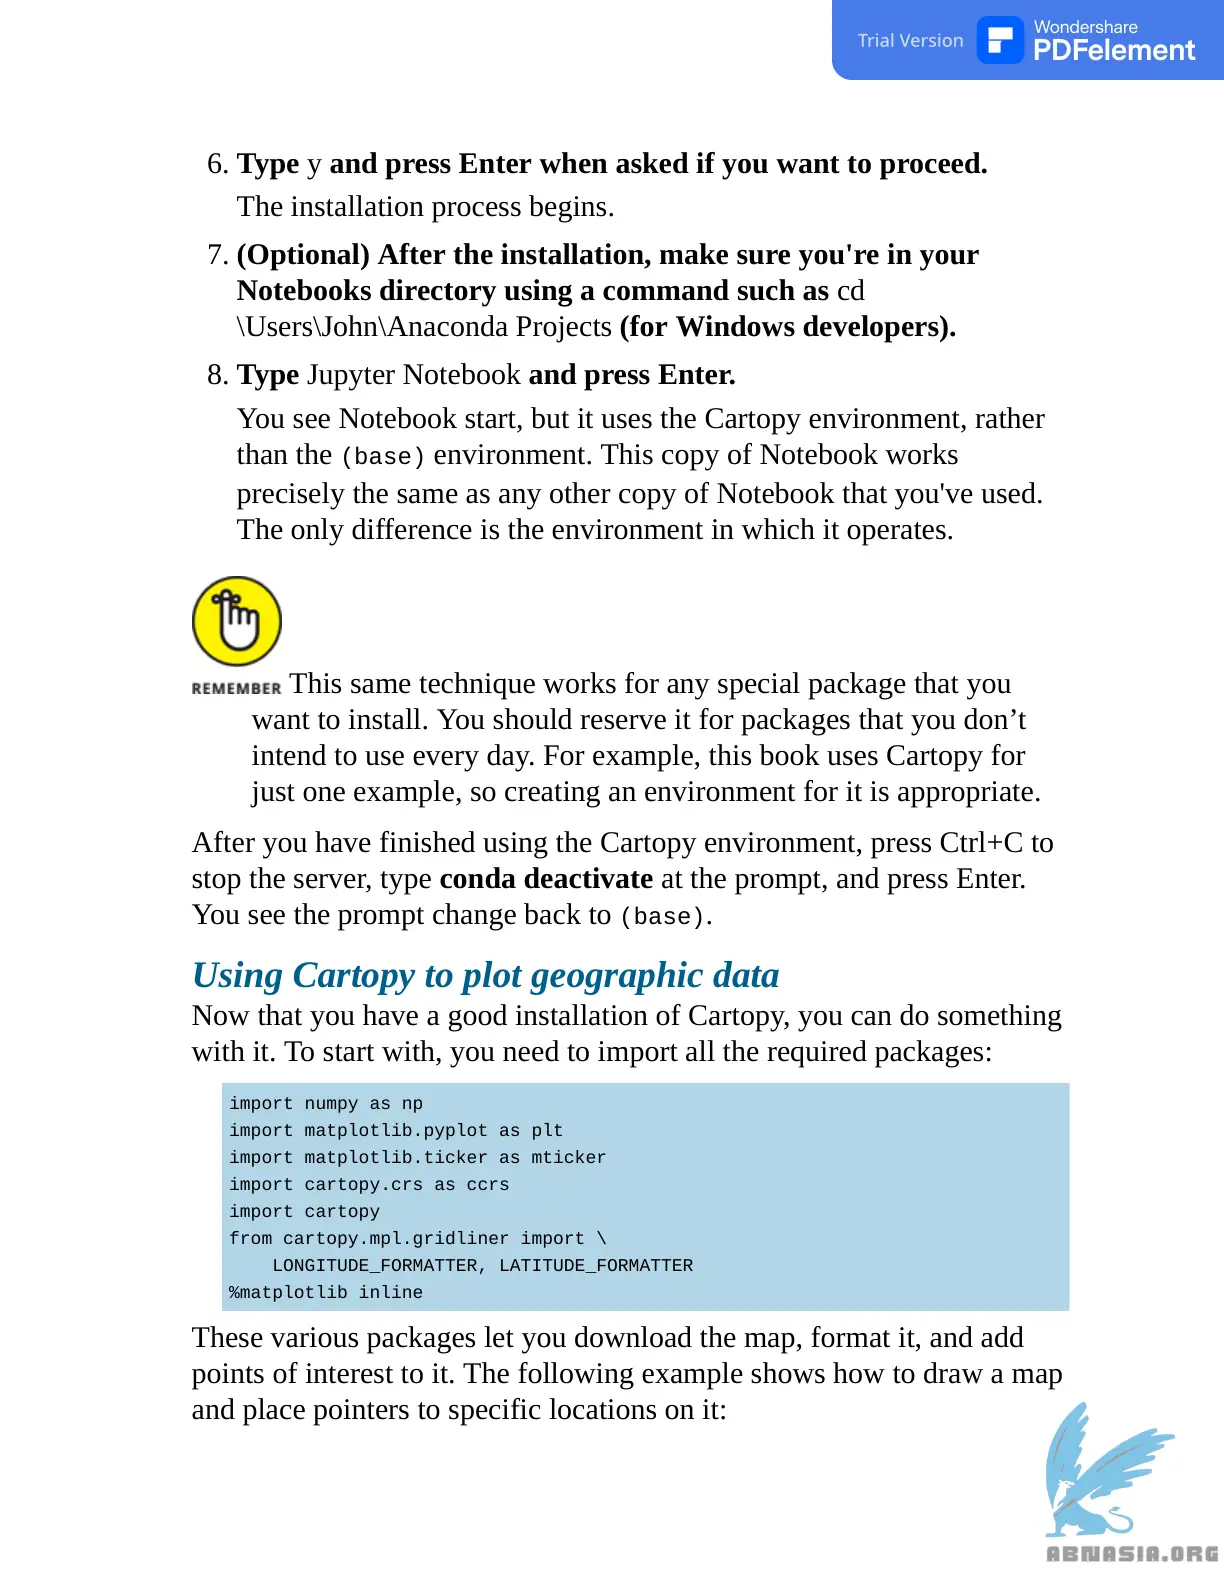 Trial Version
Wondershare
PDFelement
6. Type y and press Enter when asked if you want to proceed.
The installation process begins.
7. (Optional) After the installation, make sure you're in your
Notebooks directory using a command such as cd
\Users\John\Anaconda Projects (for Windows developers).
8. Type Jupyter Notebook and press Enter.
You see Notebook start, but it uses the Cartopy environment, rather
than the (base) environment. This copy of Notebook works
precisely the same as any other copy of Notebook that you've used.
The only difference is the environment in which it operates.
REMEMBER This same technique works for any special package that you
want to install. You should reserve it for packages that you don’t
intend to use every day. For example, this book uses Cartopy for
just one example, so creating an environment for it is appropriate.
After you have finished using the Cartopy environment, press Ctrl+C to
stop the server, type conda deactivate at the prompt, and press Enter.
You see the prompt change back to (base).
Using Cartopy to plot geographic data
Now that you have a good installation of Cartopy, you can do something
with it. To start with, you need to import all the required packages:
import numpy as np
import matplotlib.pyplot as plt
import matplotlib.ticker as mticker
import cartopy.crs as ccrs
import cartopy
from cartopy.mpl.gridliner import \
    LONGITUDE_FORMATTER, LATITUDE_FORMATTER
%matplotlib inline
These various packages let you download the map, format it, and add
points of interest to it. The following example shows how to draw a map
and place pointers to specific locations on it:
ABNASIA.ORG